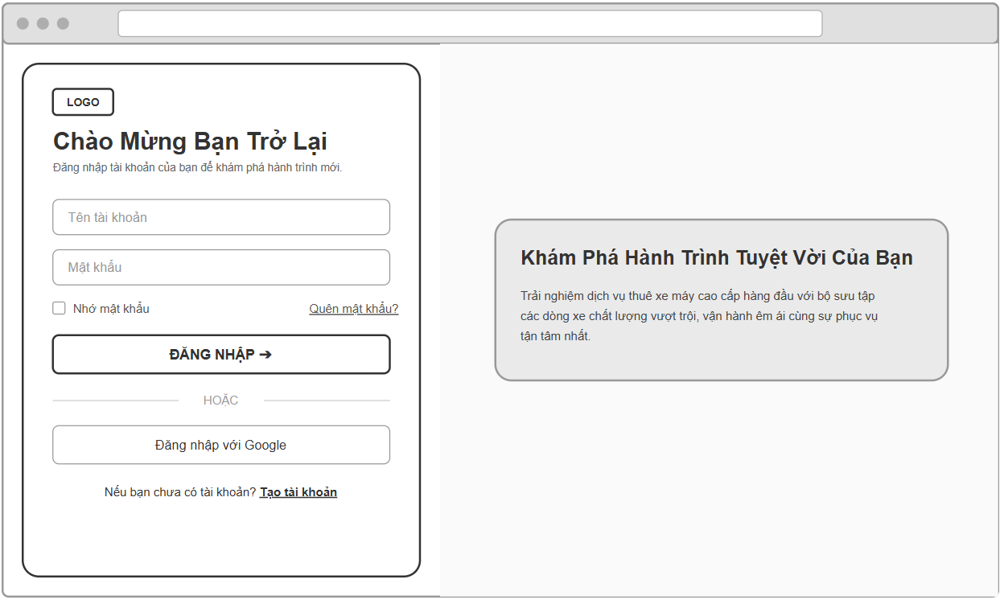 LOGO
Chào Mừng Bạn Trở Lại
Đăng nhập tài khoản của bạn để khám phá hành trình mới.
Tên tài khoản
Mật khẩu
Nhớ mật khẩu
Quên mật khẩu?
ĐĂNG NHẬP ➔
HOẶC
Đăng nhập với Google
Nếu bạn chưa có tài khoản? Tạo tài khoản
Khám Phá Hành Trình Tuyệt Vời Của Bạn
Trải nghiệm dịch vụ thuê xe máy cao cấp hàng đầu với bộ sưu tập
các dòng xe chất lượng vượt trội, vận hành êm ái cùng sự phục vụ
tận tâm nhất.